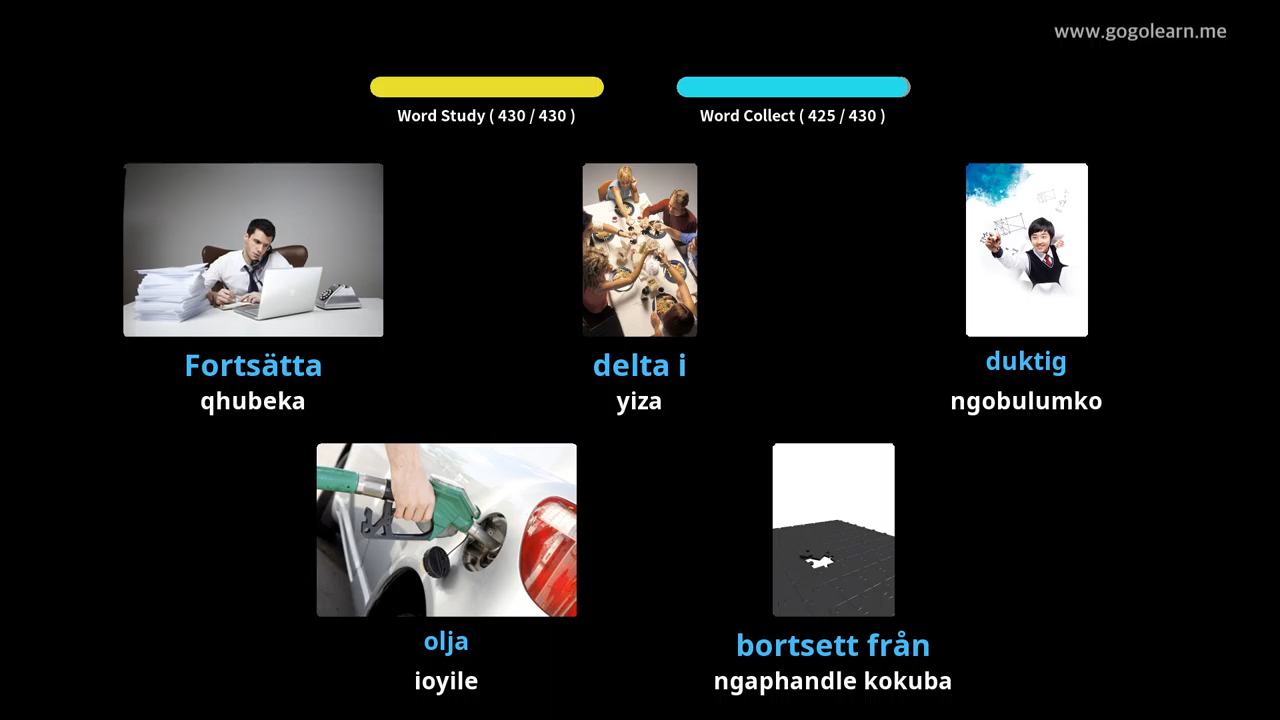 www.gogolearn.me
Word Study ( 430 / 430 )
Word Collect ( 425 / 430 )
Fortsätta
qhubeka
delta i
yiza
duktig
ngobulumko
olja
ioyile
bortsett från
ngaphandle kokuba